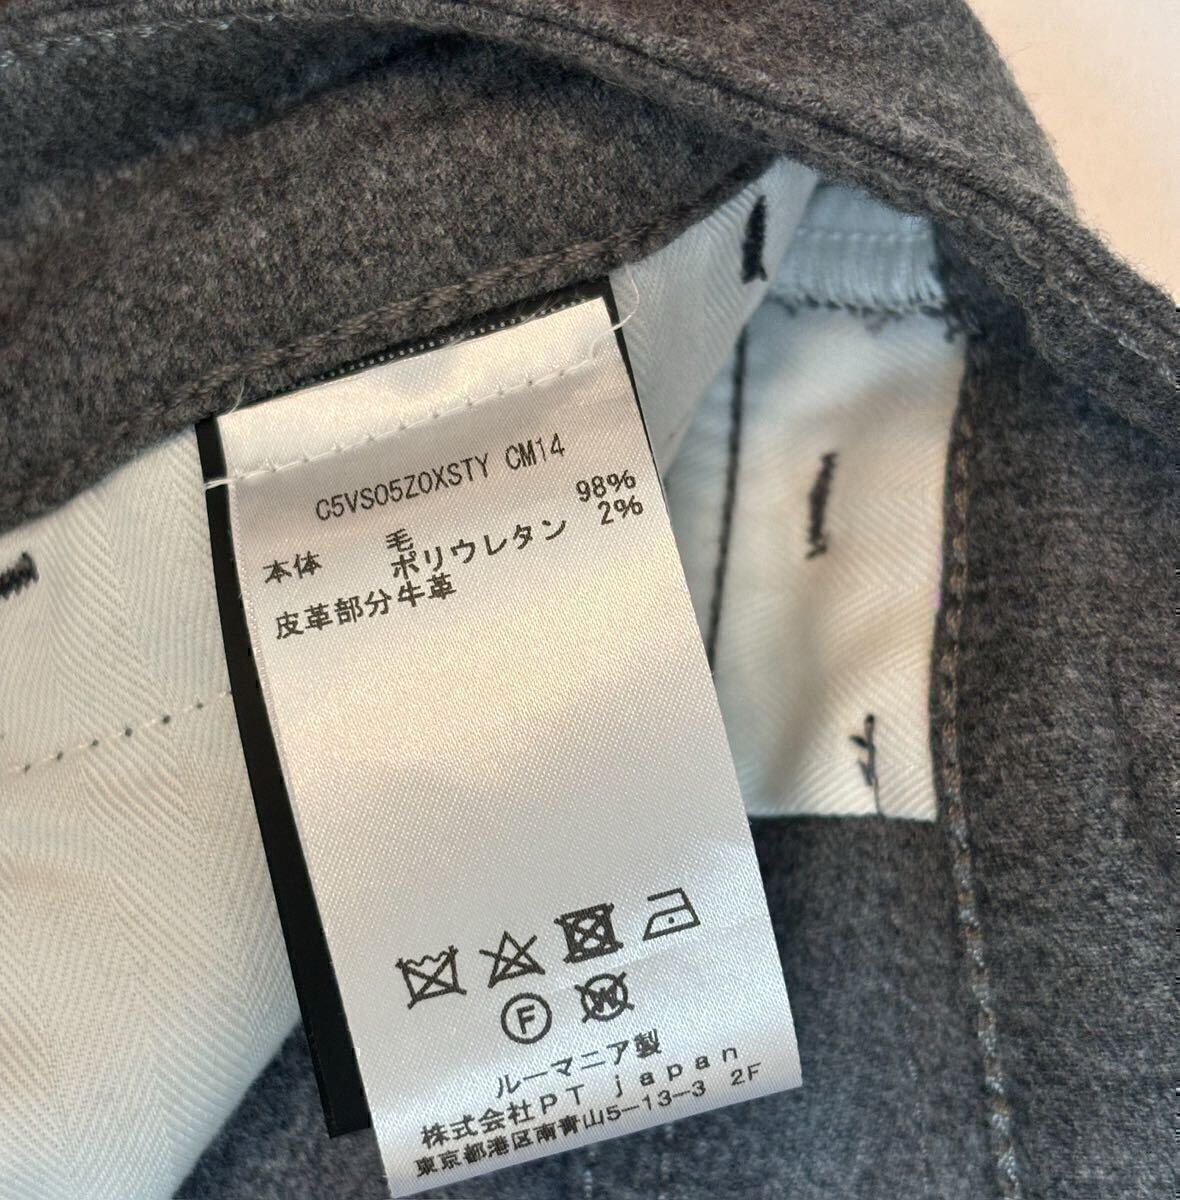 C5VS05Z0XSTY CM14
本体 毛 98%
ポリウレタン 2%
皮革部分牛革
F W
ルーマニア製
株式会社PT japan
東京都港区南青山5-13-3 2F